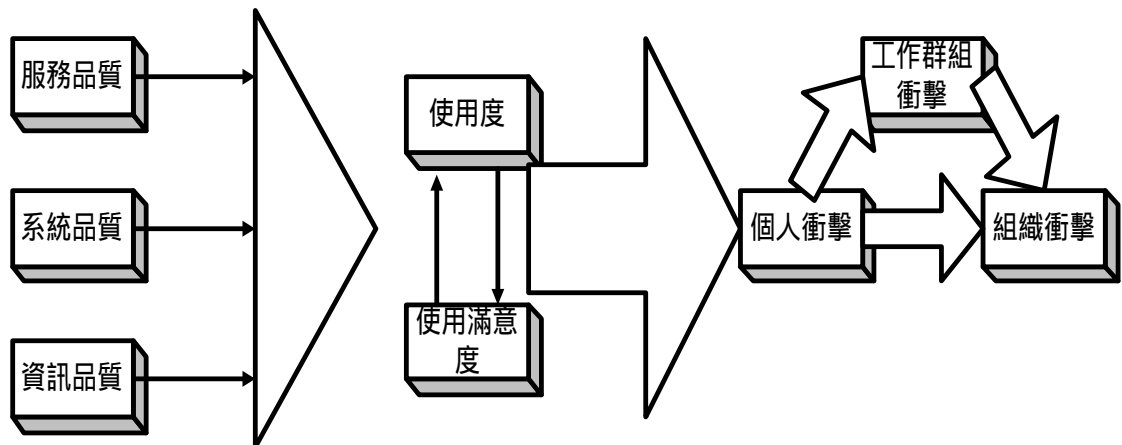 服務品質
系統品質
資訊品質
使用度
使用滿意
度
工作群組
衝擊
個人衝擊
組織衝擊